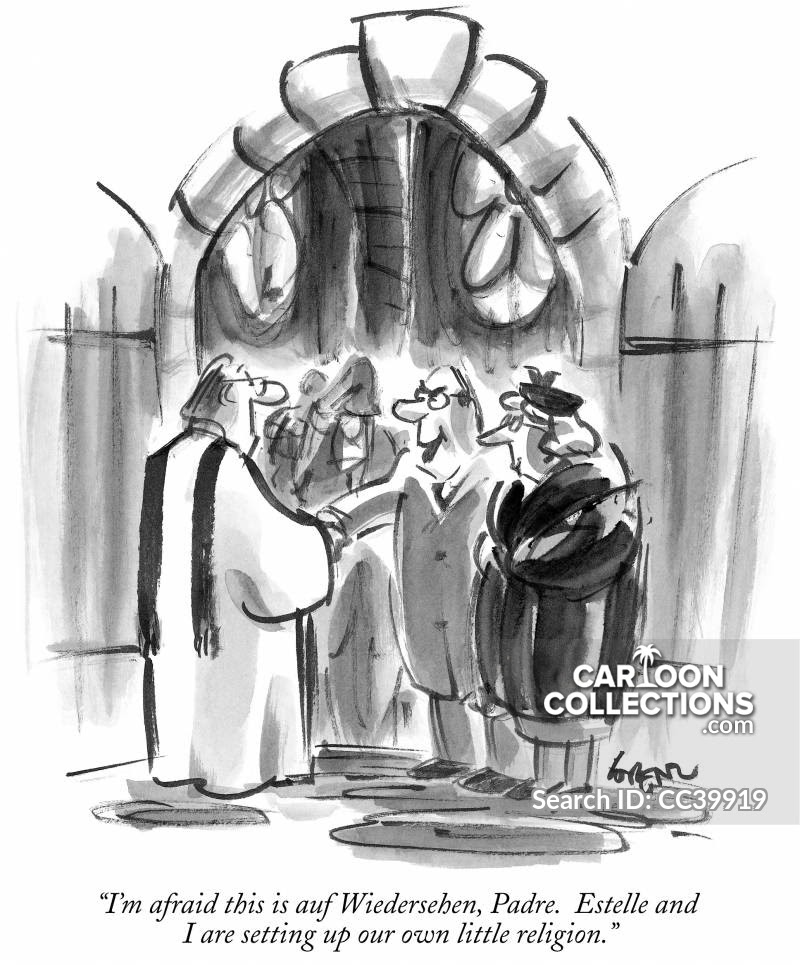 CARTOON
COLLECTIONS
.com
Lorenz
Search ID: CC39919
“I’m afraid this is auf Wiedersehen, Padre. Estelle and
I are setting up our own little religion.”